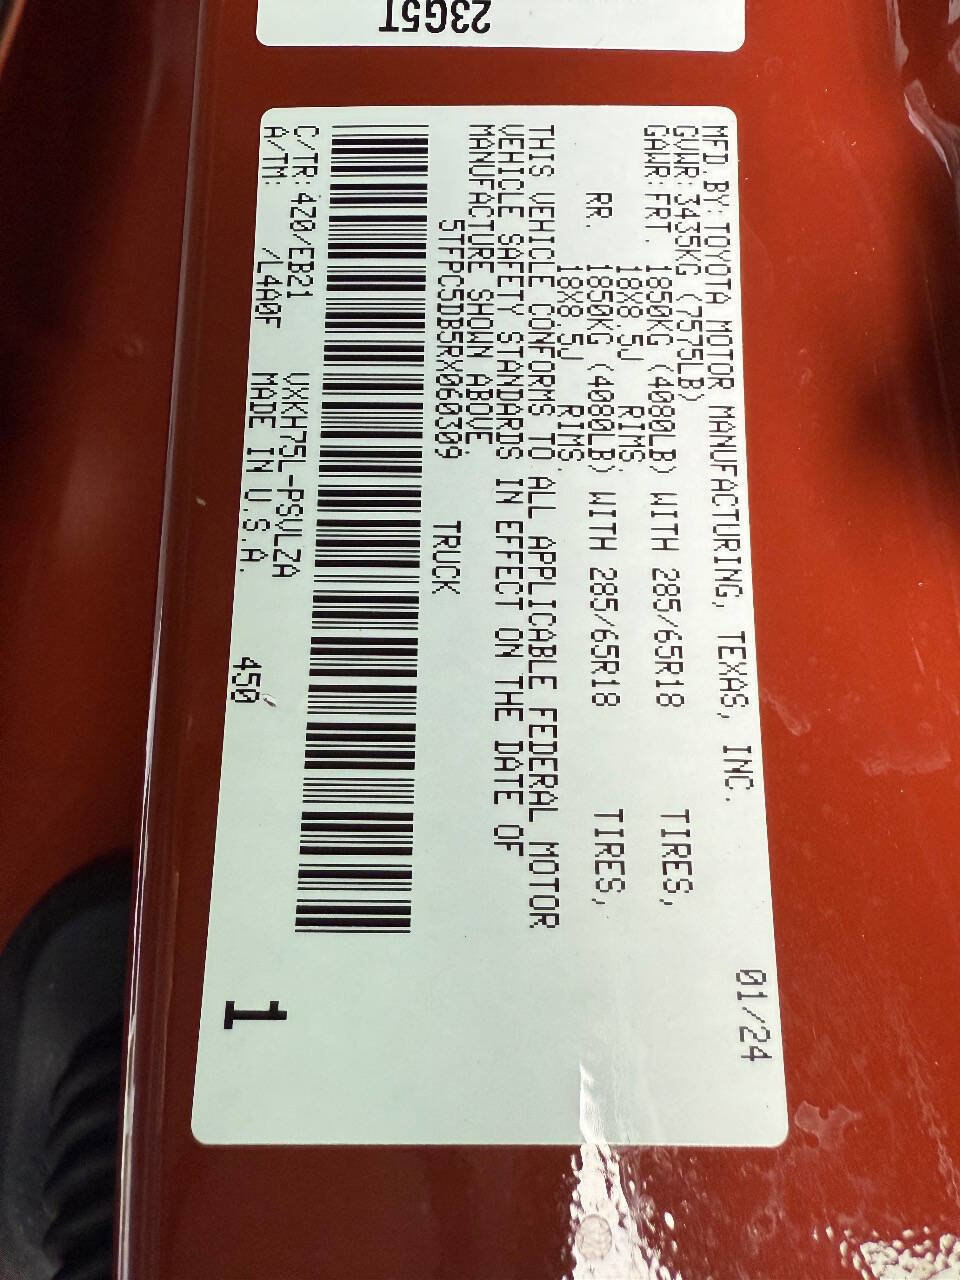 23G5T
MFD. BY: TOYOTA MOTOR MANUFACTURING, TEXAS, INC. 01/24
GVWR: 3435KG (7575LB)
GAWR: FRT. 1850KG (4080LB) WITH 285/65R18 TIRES,
18X8.5J RIMS,
RR. 1850KG (4080LB) WITH 285/65R18 TIRES,
18X8.5J RIMS.
THIS VEHICLE CONFORMS TO ALL APPLICABLE FEDERAL MOTOR
VEHICLE SAFETY STANDARDS IN EFFECT ON THE DATE OF
MANUFACTURE SHOWN ABOVE.
5TFPC5DB5RX060309 TRUCK
C/TR: 4Z0/EB21 VXKH75L-PSVLZA
A/TM: /L4A0F MADE IN U.S.A. 450
1